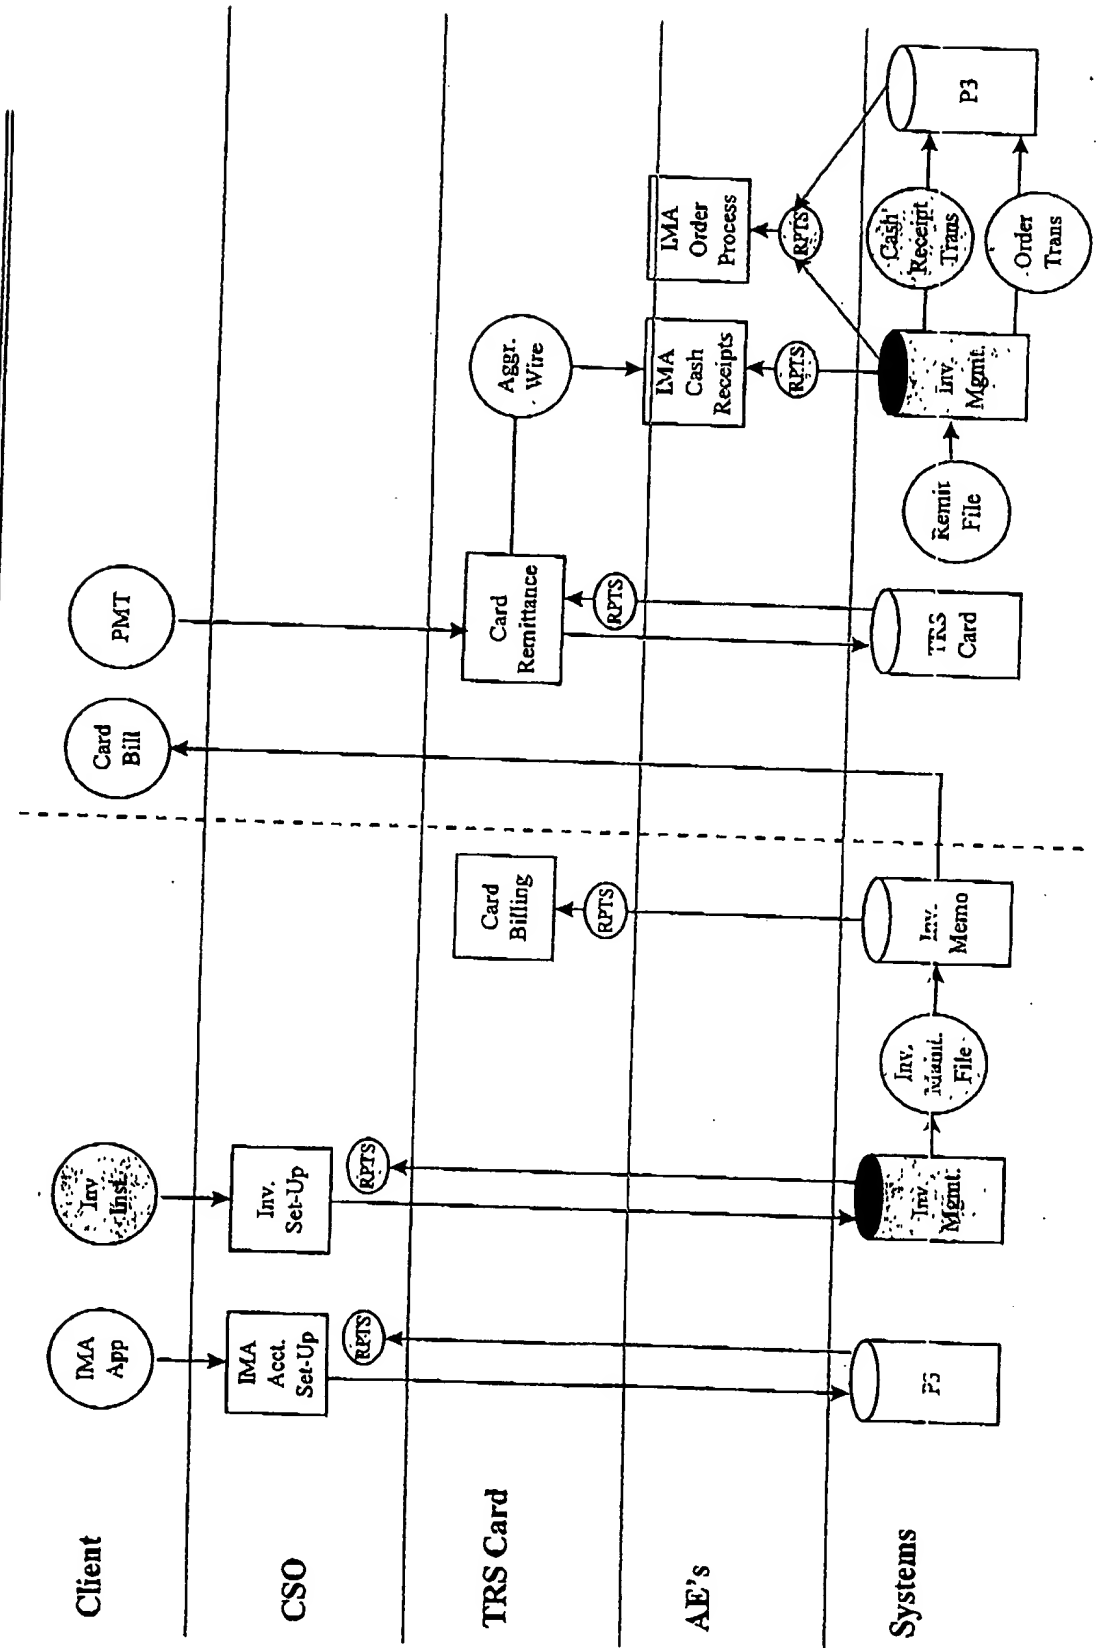 Client
IMA
App
Inv
Inst.
Card
Bill
PMT
CSO
IMA
Acct.
Set-Up
RPTS
Inv.
Set-Up
RPTS
TRS Card
Card
Billing
RPTS
Card
Remittance
RPTS
Aggr.
Wire
AE's
IMA
Cash
Receipts
RPTS
IMA
Order
Process
RPTS
Systems
Inv.
Mgmt.
Inv.
Maint.
File
Inv.
Memo
TRS
Card
Remit
File
Inv.
Mgmt.
Cash
Receipt
Trans
Order
Trans
P3